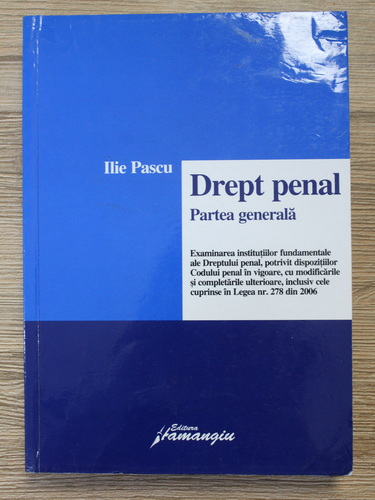 Ilie Pascu
Drept penal
Partea generală
Examinarea instituţiilor fundamentale
ale Dreptului penal, potrivit dispoziţiilor
Codului penal în vigoare, cu modificările
şi completările ulterioare, inclusiv cele
cuprinse în Legea nr. 278 din 2006
Editura
Hamangiu